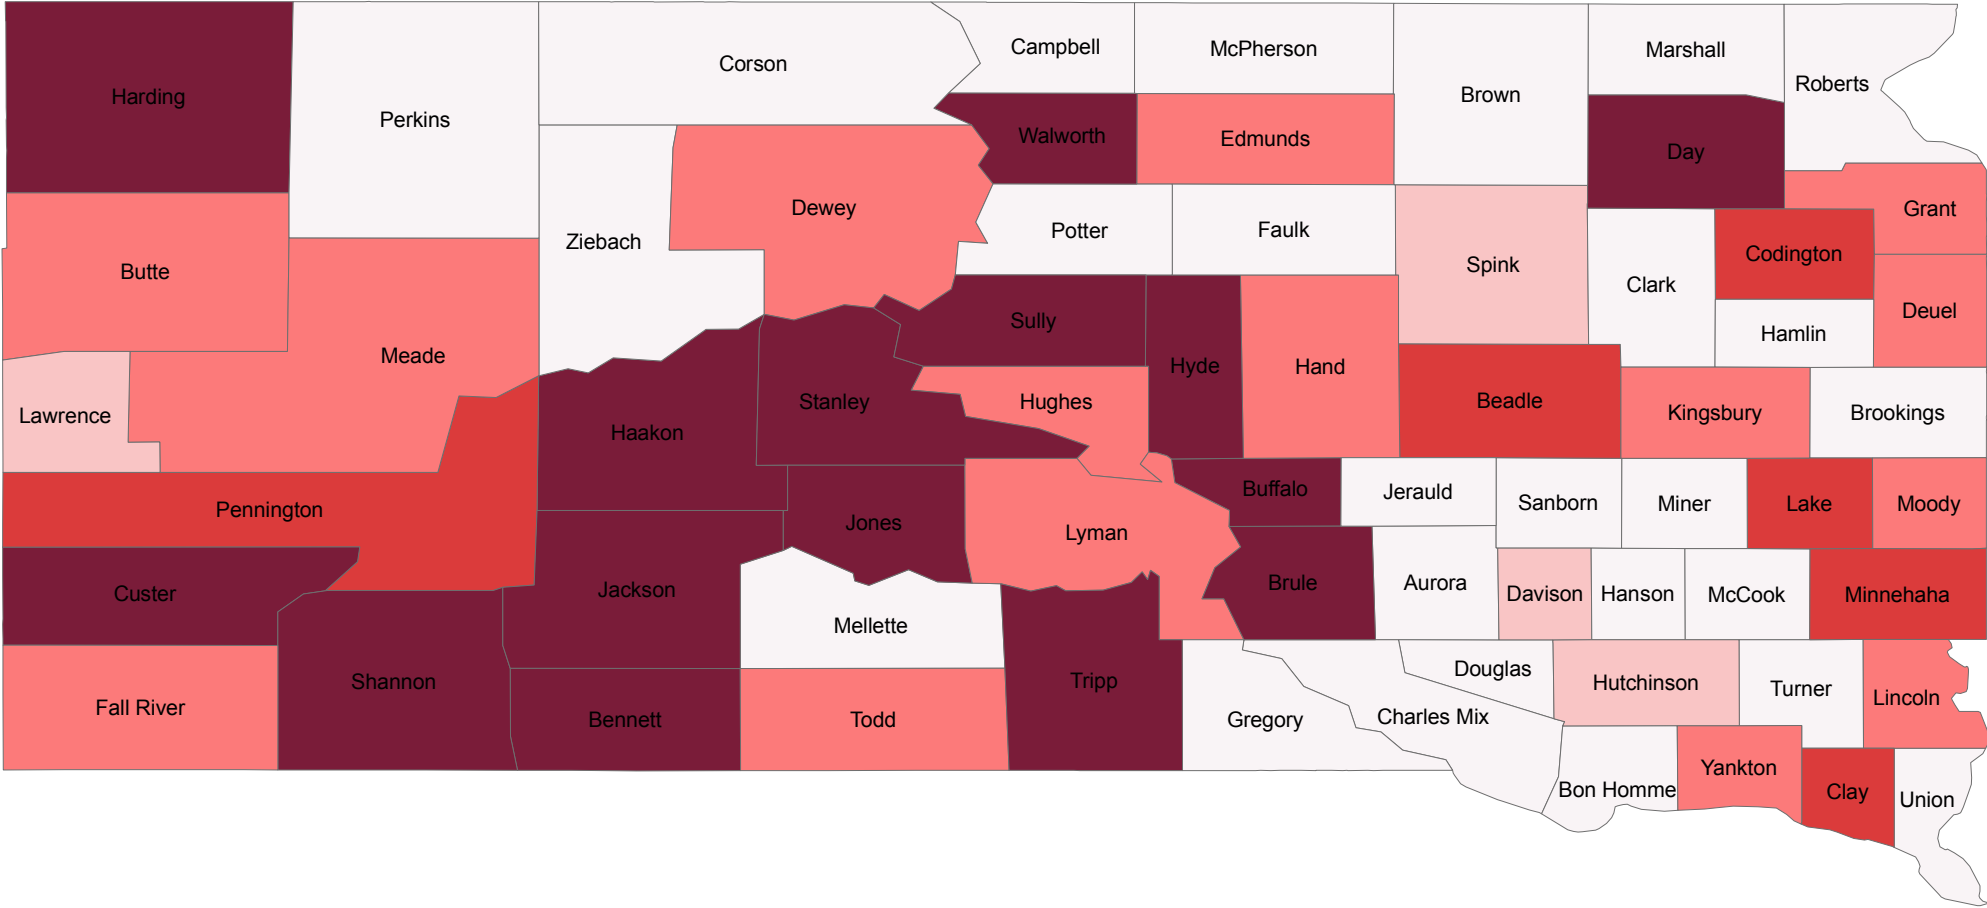 Campbell
McPherson
Marshall
Corson
Roberts
Harding
Brown
Perkins
Walworth
Edmunds
Day
Dewey
Grant
Potter
Faulk
Ziebach
Codington
Spink
Butte
Clark
Deuel
Sully
Hamlin
Meade
Hyde
Hand
Lawrence
Stanley
Hughes
Beadle
Kingsbury
Brookings
Haakon
Buffalo
Jerauld
Sanborn
Miner
Lake
Moody
Pennington
Jones
Lyman
Custer
Jackson
Brule
Aurora
Davison
Hanson
McCook
Minnehaha
Mellette
Douglas
Shannon
Tripp
Hutchinson
Turner
Lincoln
Fall River
Bennett
Todd
Gregory
Charles Mix
Yankton
Bon Homme
Clay
Union